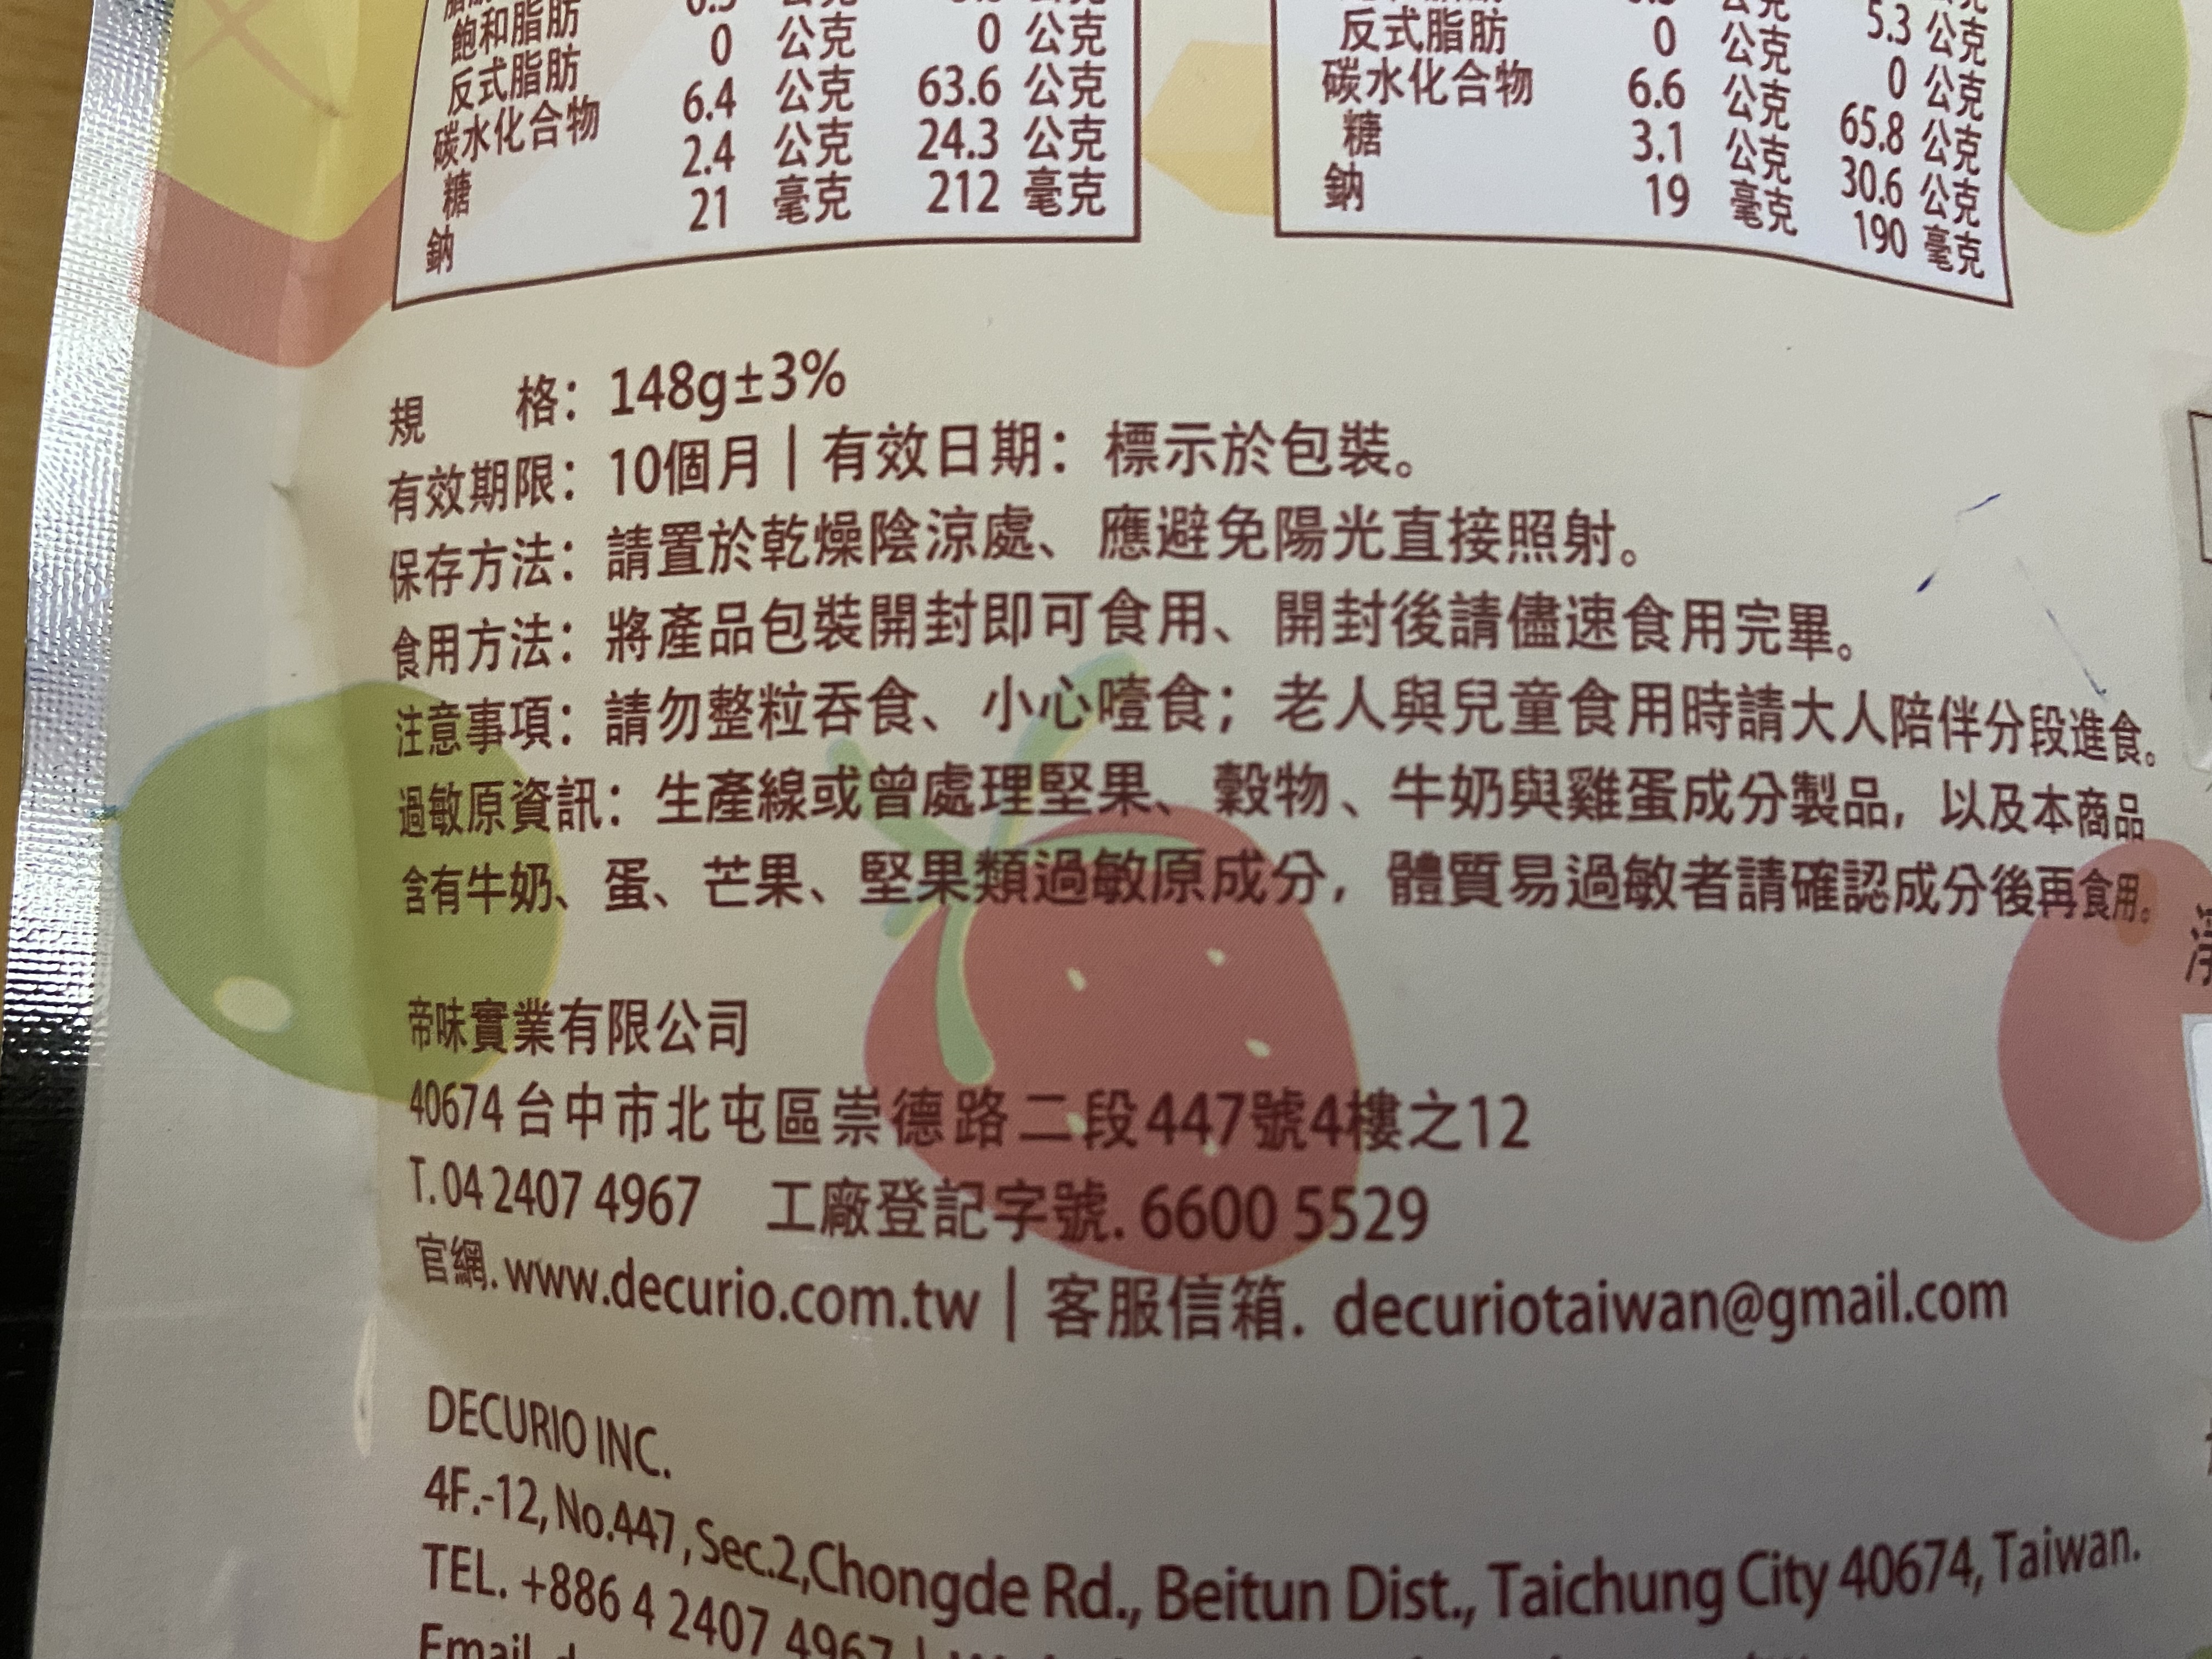 飽和脂肪 0 公克 0 公克
反式脂肪
碳水化合物 6.4 公克 63.6 公克
糖 2.4 公克 24.3 公克
鈉 21 毫克 212 毫克
5.3 公克
反式脂肪 0 公克 0 公克
碳水化合物 6.6 公克 65.8 公克
糖 3.1 公克 30.6 公克
鈉 19 毫克 190 毫克
規 格：148g±3%
有效期限：10個月｜有效日期：標示於包裝。
保存方法：請置於乾燥陰涼處、應避免陽光直接照射。
食用方法：將產品包裝開封即可食用、開封後請儘速食用完畢。
注意事項：請勿整粒吞食、小心噎食；老人與兒童食用時請大人陪伴分段進食。
過敏原資訊：生產線或曾處理堅果、穀物、牛奶與雞蛋成分製品，以及本商品
含有牛奶、蛋、芒果、堅果類過敏原成分，體質易過敏者請確認成分後再食用。
帝味實業有限公司
40674台中市北屯區崇德路二段447號4樓之12
T. 04 2407 4967 工廠登記字號. 6600 5529
官網. www.decurio.com.tw｜客服信箱. decuriotaiwan@gmail.com
DECURIO INC.
4F.-12, No.447, Sec.2,Chongde Rd., Beitun Dist., Taichung City 40674, Taiwan.
TEL. +886 4 2407 4967 |
Email